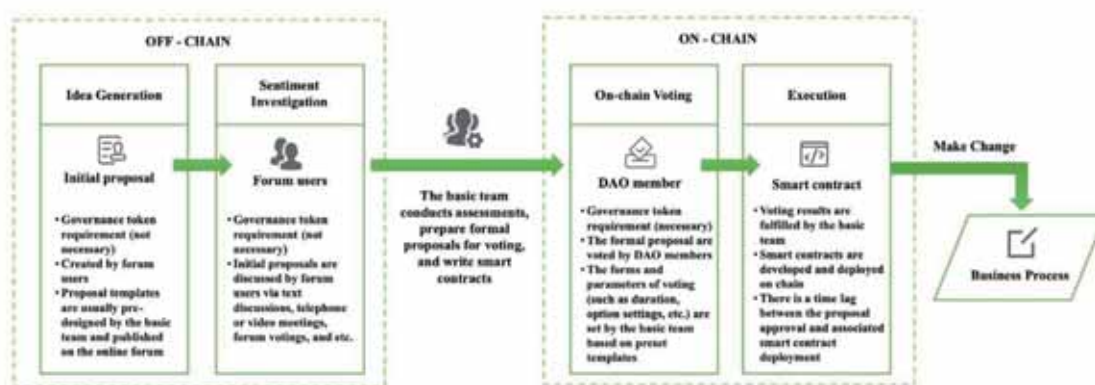 OFF - CHAIN
Idea Generation
Initial proposal
• Governance token
requirement (not
necessary)
• Created by forum
users
• Proposal templates
are usually pre-
designed by the basic
team and published
on the online forum
Sentiment
Investigation
Forum users
• Governance token
requirement (not
necessary)
• Initial proposals are
discussed by forum
users via text
discussions, telephone
or video meetings,
forum votings, and etc.
The basic team
conducts assessments,
prepare formal
proposals for voting,
and write smart
contracts
ON - CHAIN
On-chain Voting
DAO member
• Governance token
requirement (necessary)
• The formal proposal are
voted by DAO members
• The forms and
parameters of voting
(such as duration,
option settings, etc.) are
set by the basic team
based on preset
templates
Execution
Smart contract
• Voting results are
fulfilled by the basic
team
• Smart contracts are
developed and deployed
on chain
• There is a time lag
between the proposal
approval and associated
smart contract
deployment
Make Change
Business Process